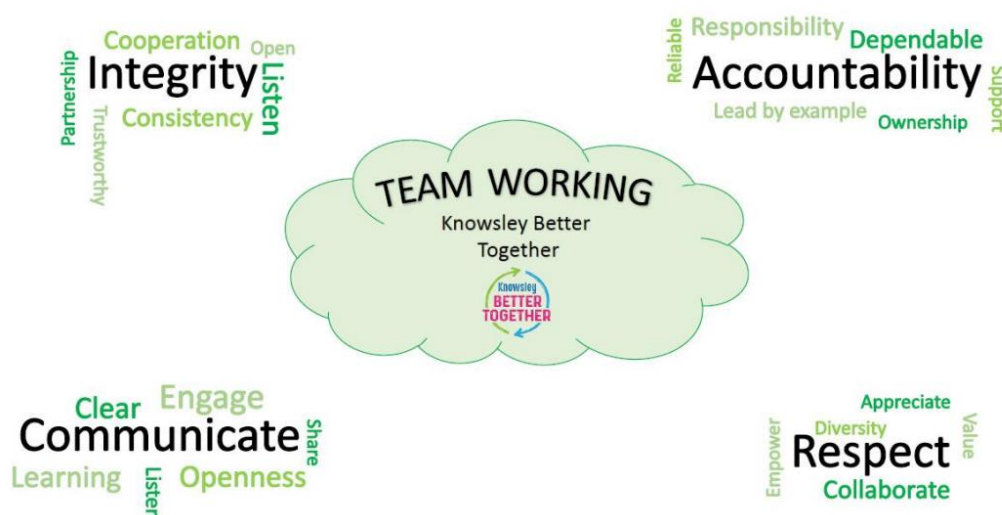 Cooperation
Open
Integrity
Listen
Partnership
Consistency
Trustworthy
Reliable
Responsibility
Dependable
Accountability
Support
Lead by example
Ownership
TEAM WORKING
Knowsley Better
Together
Knowsley
BETTER
TOGETHER
Clear
Engage
Communicate
Share
Learning
Listen
Openness
Appreciate
Diversity
Value
Empower
Respect
Collaborate